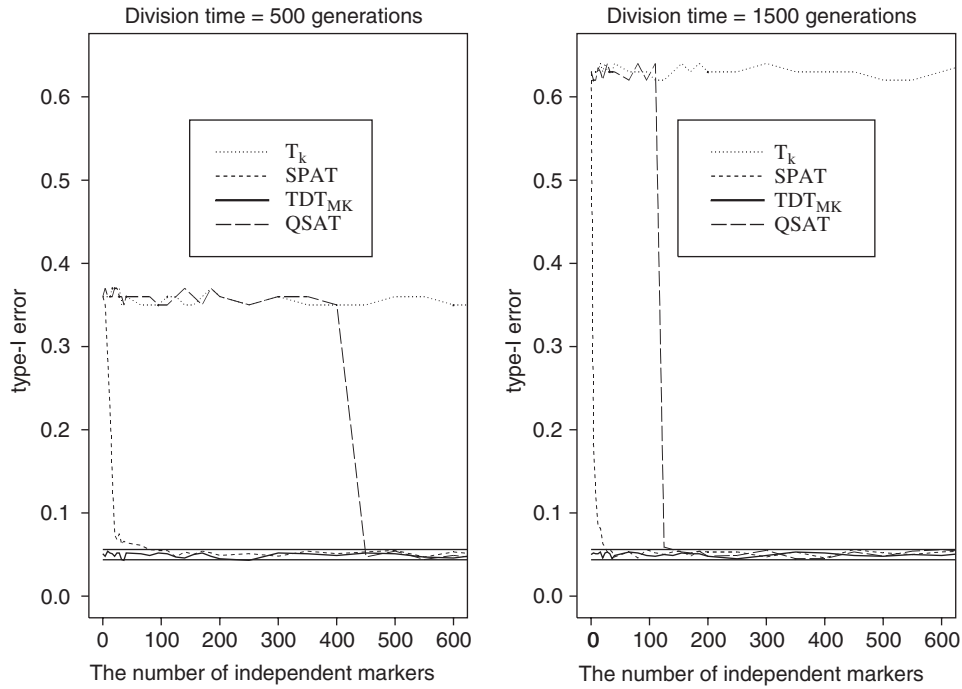 Division time = 500 generations
type-I error
0.6
0.5
0.4
0.3
0.2
0.1
0.0
T_k
SPAT
TDT_MK
QSAT
0 100 200 300 400 500 600
The number of independent markers
Division time = 1500 generations
type-I error
0.6
0.5
0.4
0.3
0.2
0.1
0.0
T_k
SPAT
TDT_MK
QSAT
0 100 200 300 400 500 600
The number of independent markers